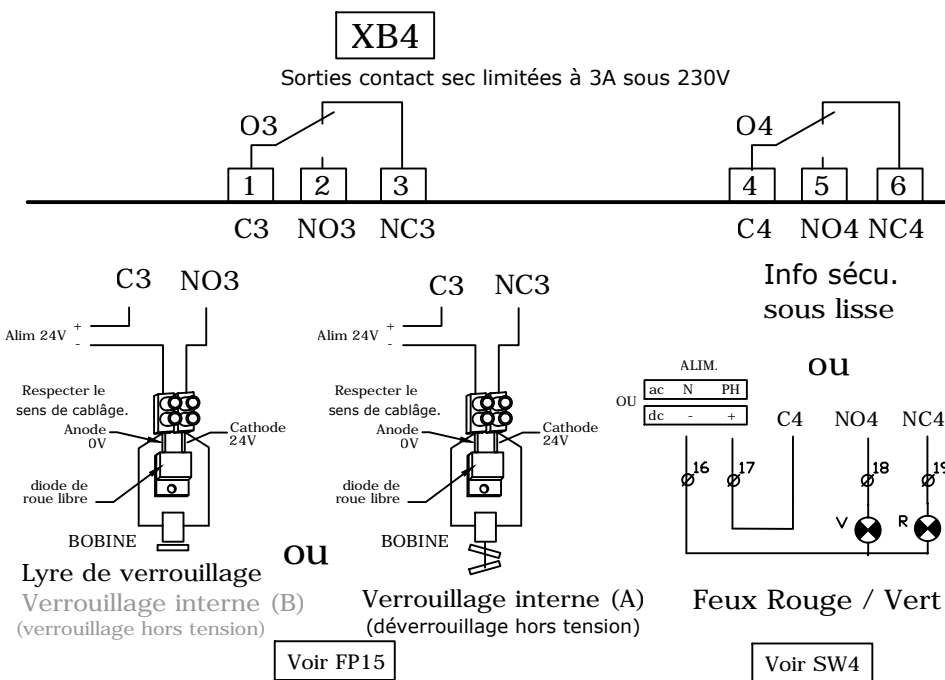 XB4
Sorties contact sec limitées à 3A sous 230V
O3
O4
1 2 3 4 5 6
C3 NO3 NC3 C4 NO4 NC4
C3 NO3
Alim 24V + -
Respecter le
sens de cablâge.
Anode
0V
Cathode
24V
diode de
roue libre
BOBINE
Lyre de verrouillage
Verrouillage interne (B)
(verrouillage hors tension)
ou
C3 NC3
Alim 24V + -
Respecter le
sens de cablâge.
Anode
0V
Cathode
24V
diode de
roue libre
BOBINE
Verrouillage interne (A)
(déverrouillage hors tension)
Voir FP15
Info sécu.
sous lisse
ou
ALIM.
OU
ac N PH
dc - +
C4 NO4 NC4
16 17 18 19
V R
Feux Rouge / Vert
Voir SW4